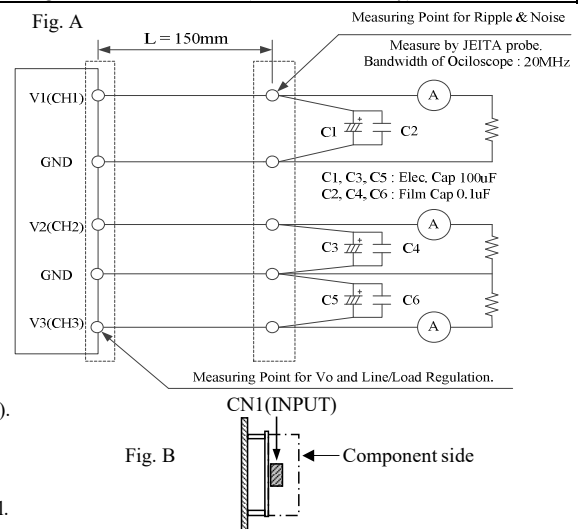 Fig. A
Measuring Point for Ripple & Noise
L = 150mm
Measure by JEITA probe.
Bandwidth of Ociloscope : 20MHz
V1(CH1)
A
C1
+
C2
GND
C1, C3, C5 : Elec. Cap 100uF
C2, C4, C6 : Film Cap 0.1uF
V2(CH2)
A
C3
+
C4
GND
C5
+
C6
V3(CH3)
A
Measuring Point for Vo and Line/Load Regulation.
).
CN1(INPUT)
Fig. B
Component side
l.